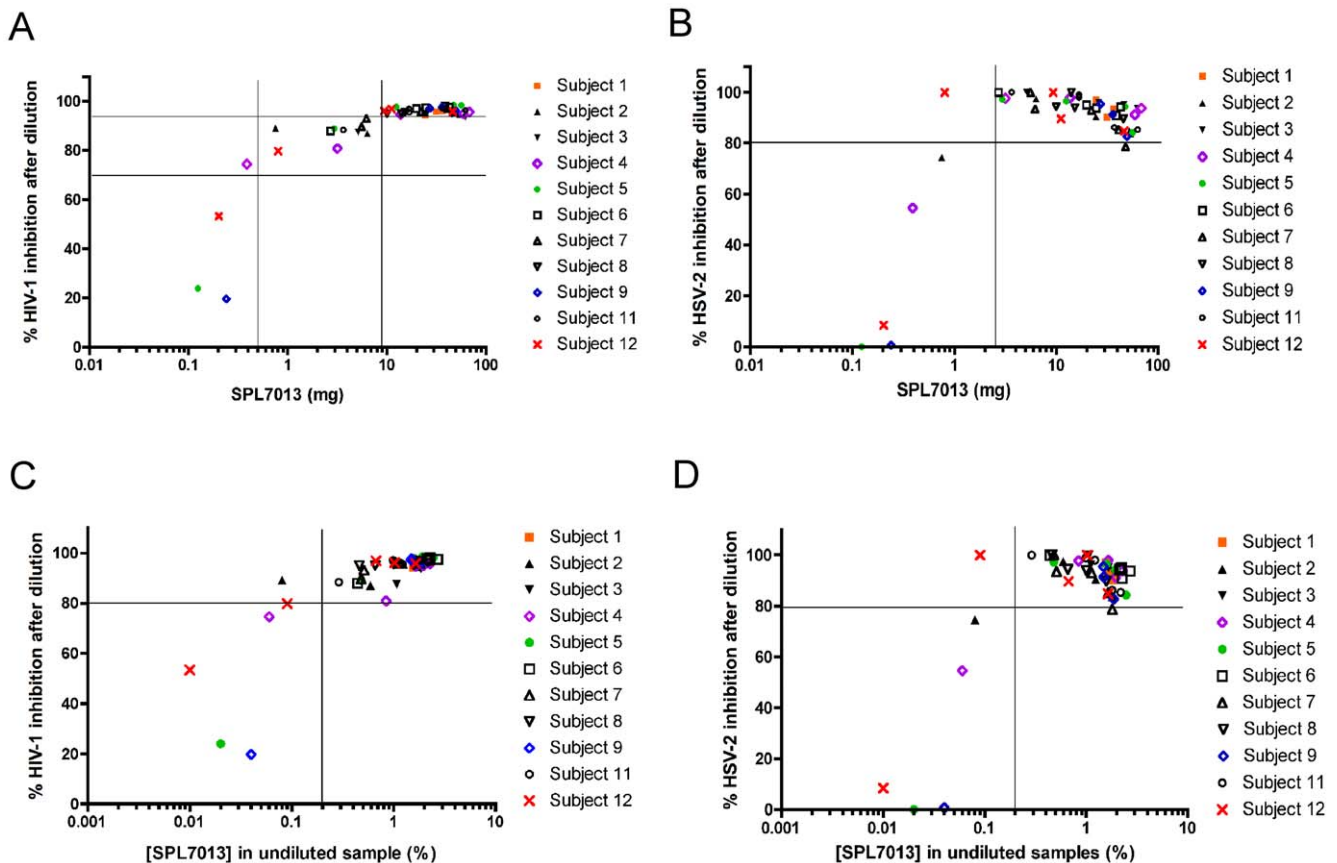 A
% HIV-1 inhibition after dilution
100
80
60
40
20
0
0.01
0.1
1
10
100
SPL7013 (mg)
Subject 1
Subject 2
Subject 3
Subject 4
Subject 5
Subject 6
Subject 7
Subject 8
Subject 9
Subject 11
Subject 12
B
% HSV-2 inhibition after dilution
100
80
60
40
20
0
0.01
0.1
1
10
100
SPL7013 (mg)
Subject 1
Subject 2
Subject 3
Subject 4
Subject 5
Subject 6
Subject 7
Subject 8
Subject 9
Subject 11
Subject 12
C
% HIV-1 inhibition after dilution
100
80
60
40
20
0
0.001
0.01
0.1
1
10
[SPL7013] in undiluted sample (%)
Subject 1
Subject 2
Subject 3
Subject 4
Subject 5
Subject 6
Subject 7
Subject 8
Subject 9
Subject 11
Subject 12
D
% HSV-2 inhibition after dilution
100
80
60
40
20
0
0.001
0.01
0.1
1
10
[SPL7013] in undiluted samples (%)
Subject 1
Subject 2
Subject 3
Subject 4
Subject 5
Subject 6
Subject 7
Subject 8
Subject 9
Subject 11
Subject 12